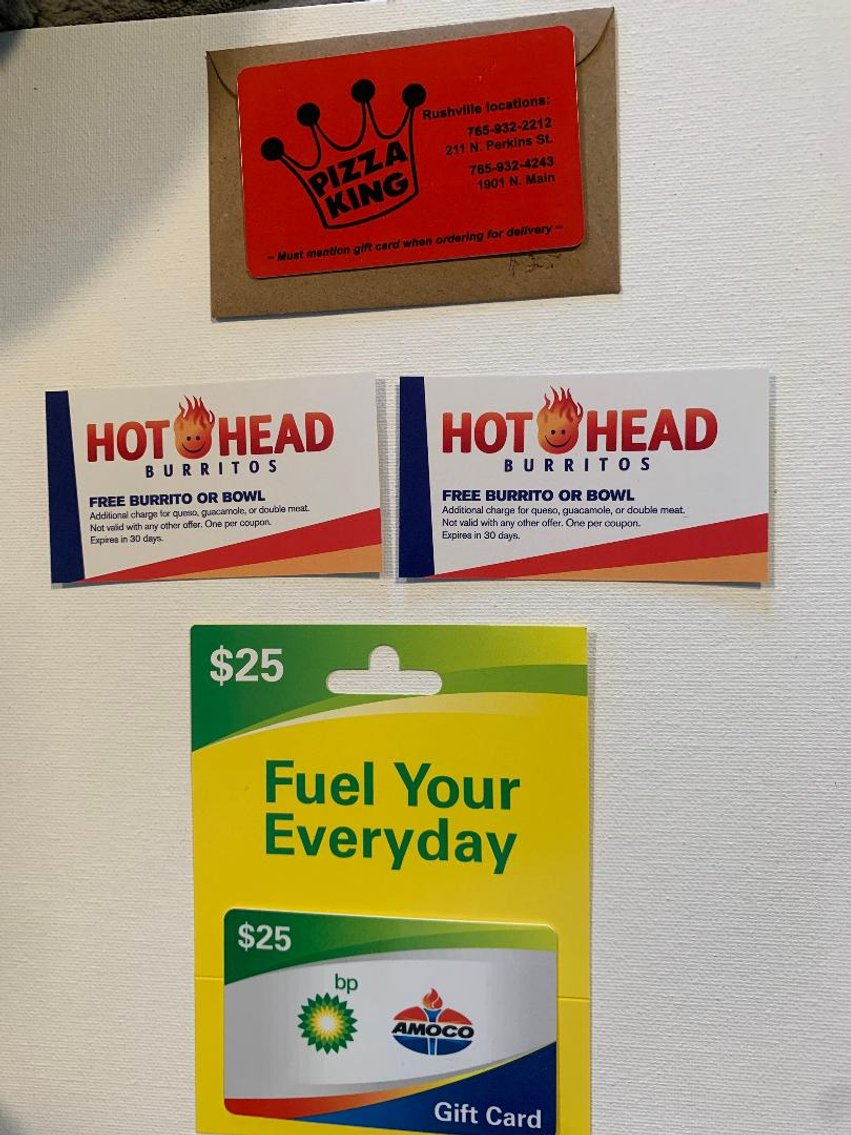 PIZZA
KING
Rushville locations:
765-932-2212
211 N. Perkins St.
765-932-4243
1901 N. Main
~ Must mention gift card when ordering for delivery ~
HOT HEAD
BURRITOS
FREE BURRITO OR BOWL
Additional charge for queso, guacamole, or double meat.
Not valid with any other offer. One per coupon.
Expires in 30 days.
HOT HEAD
BURRITOS
FREE BURRITO OR BOWL
Additional charge for queso, guacamole, or double meat.
Not valid with any other offer. One per coupon.
Expires in 30 days.
$25
Fuel Your
Everyday
$25
bp
AMOCO
Gift Card